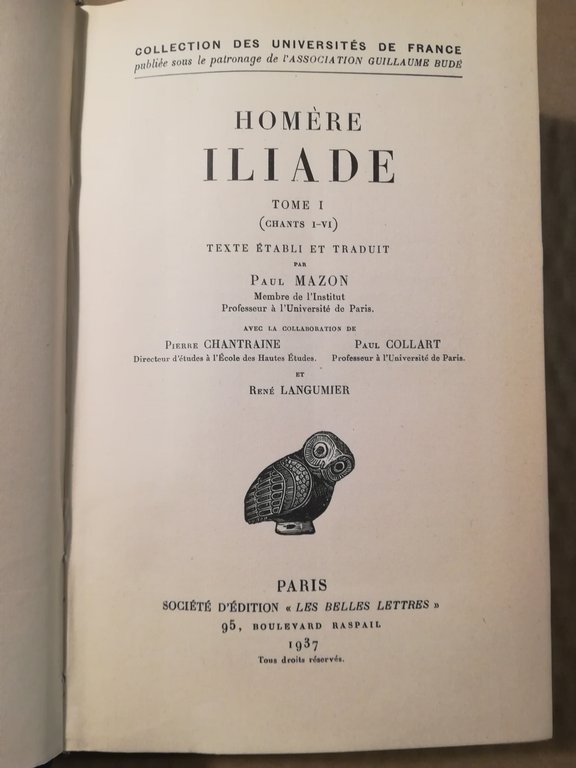 COLLECTION DES UNIVERSITÉS DE FRANCE
publiée sous le patronage de l'ASSOCIATION GUILLAUME BUDÉ
HOMÈRE
ILIADE
TOME I
(CHANTS I-VI)
TEXTE ÉTABLI ET TRADUIT
PAR
PAUL MAZON
Membre de l'Institut
Professeur à l'Université de Paris.
AVEC LA COLLABORATION DE
PIERRE CHANTRAINE
Directeur d'études à l'École des Hautes Études.
PAUL COLLART
Professeur à l'Université de Paris.
ET
RENÉ LANGUMIER
PARIS
SOCIÉTÉ D'ÉDITION « LES BELLES LETTRES »
95, BOULEVARD RASPAIL
1937
Tous droits réservés.